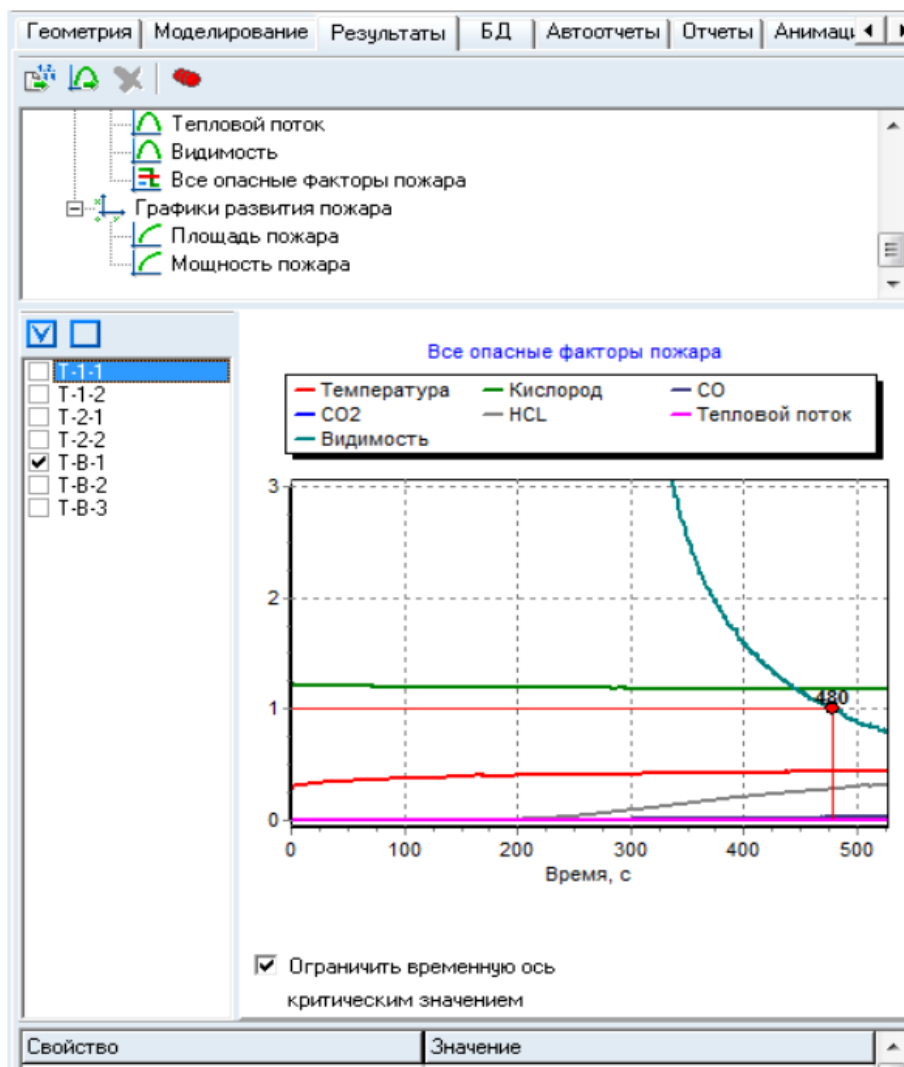 Геометрия Моделирование Результаты БД Автоотчеты Отчеты Анимац
Тепловой поток
Видимость
Все опасные факторы пожара
Графики развития пожара
Площадь пожара
Мощность пожара
T-1-1
T-1-2
T-2-1
T-2-2
T-B-1
T-B-2
T-B-3
Все опасные факторы пожара
Температура Кислород CO
CO2 HCL Тепловой поток
Видимость
3
2
1
0
480
0 100 200 300 400 500
Время, с
Ограничить временную ось
критическим значением
Свойство Значение